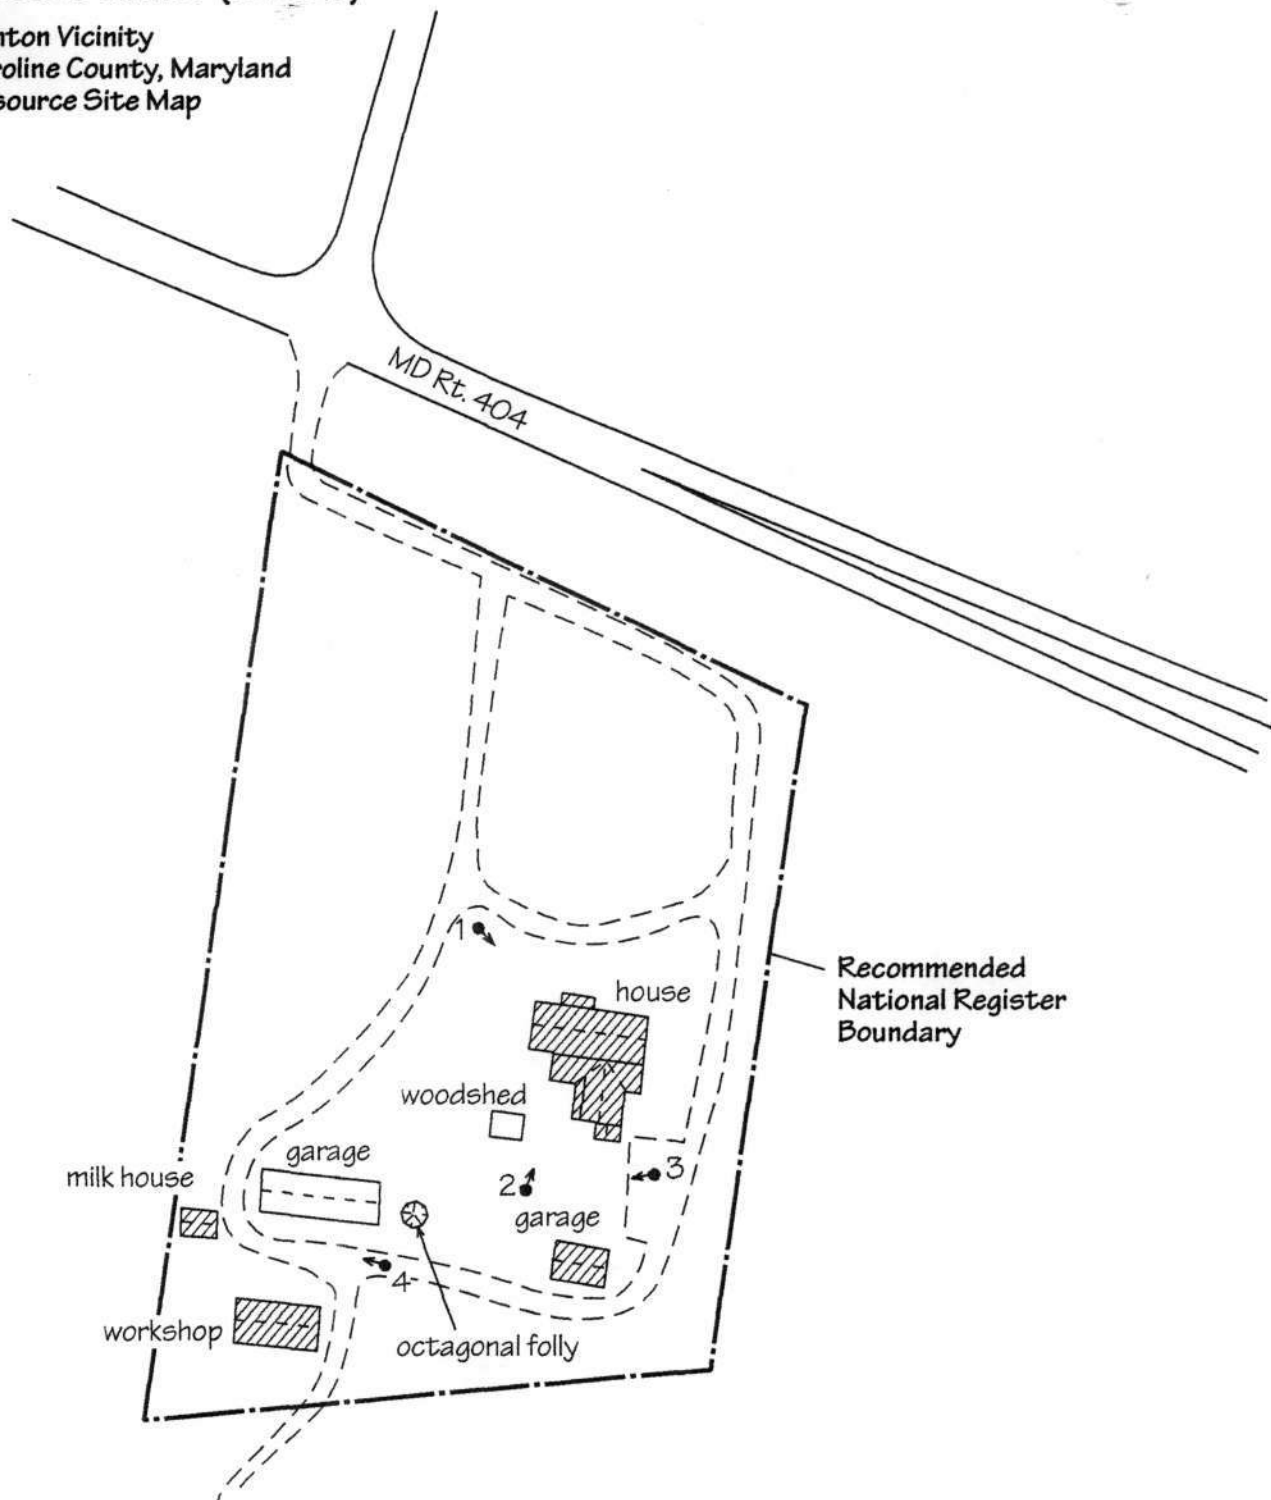 nton Vicinity
roline County, Maryland
source Site Map
MD Rt. 404
1
house
Recommended
National Register
Boundary
woodshed
garage
milk house
2
3
garage
4
workshop
octagonal folly